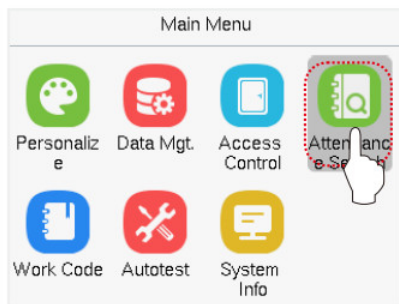 Main Menu
Personaliz
e
Data Mgt.
Access
Control
Attendanc
e Search
Work Code
Autotest
System
Info